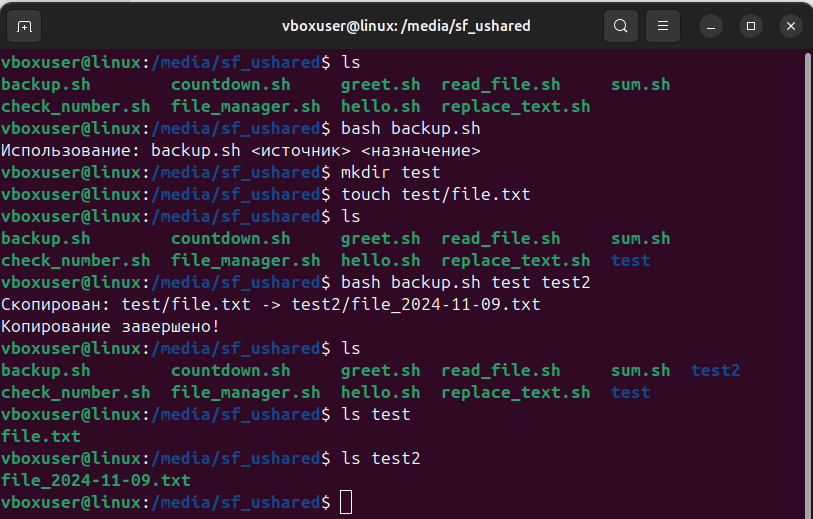 vboxuser@linux: /media/sf_ushared
vboxuser@linux:/media/sf_ushared$ ls
backup.sh countdown.sh greet.sh read_file.sh sum.sh
check_number.sh file_manager.sh hello.sh replace_text.sh
vboxuser@linux:/media/sf_ushared$ bash backup.sh
Использование: backup.sh <источник> <назначение>
vboxuser@linux:/media/sf_ushared$ mkdir test
vboxuser@linux:/media/sf_ushared$ touch test/file.txt
vboxuser@linux:/media/sf_ushared$ ls
backup.sh countdown.sh greet.sh read_file.sh sum.sh
check_number.sh file_manager.sh hello.sh replace_text.sh test
vboxuser@linux:/media/sf_ushared$ bash backup.sh test test2
Скопирован: test/file.txt -> test2/file_2024-11-09.txt
Копирование завершено!
vboxuser@linux:/media/sf_ushared$ ls
backup.sh countdown.sh greet.sh read_file.sh sum.sh test2
check_number.sh file_manager.sh hello.sh replace_text.sh test
vboxuser@linux:/media/sf_ushared$ ls test
file.txt
vboxuser@linux:/media/sf_ushared$ ls test2
file_2024-11-09.txt
vboxuser@linux:/media/sf_ushared$